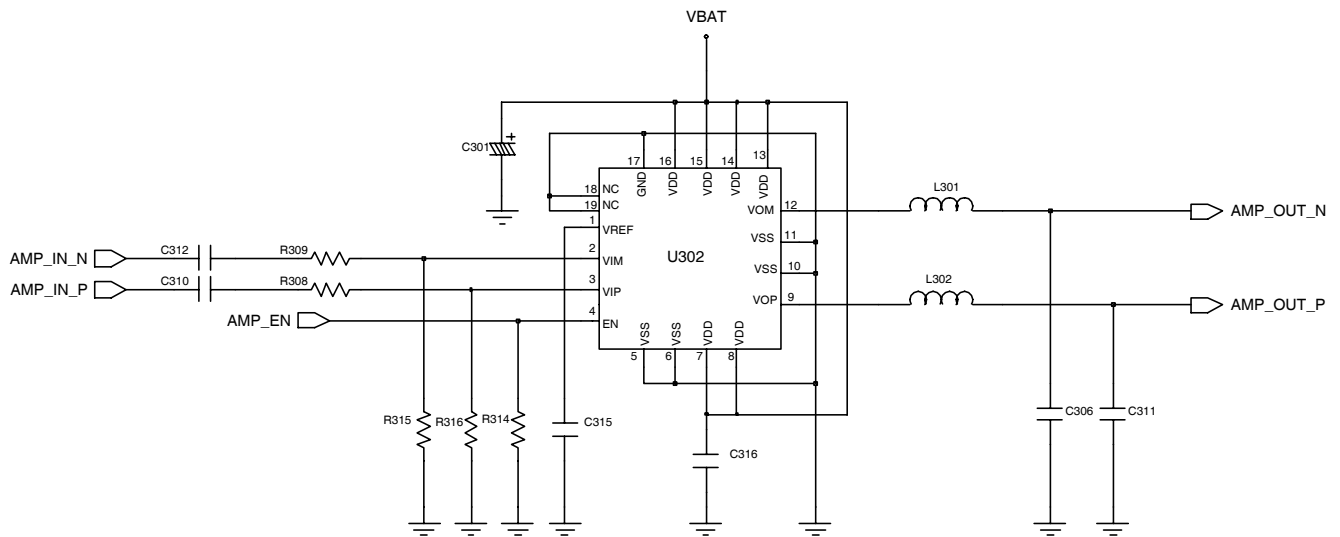 VBAT
C301
+
17
16
15
14
13
GND
VDD
VDD
VDD
VDD
18
NC
19
NC
1
VREF
2
VIM
3
VIP
4
EN
U302
VOM
12
VSS
11
VSS
10
VOP
9
VSS
VSS
VDD
VDD
5
6
7
8
L301
AMP_OUT_N
L302
AMP_OUT_P
AMP_IN_N
C312
R309
AMP_IN_P
C310
R308
AMP_EN
R315
R316
R314
C315
C316
C306
C311